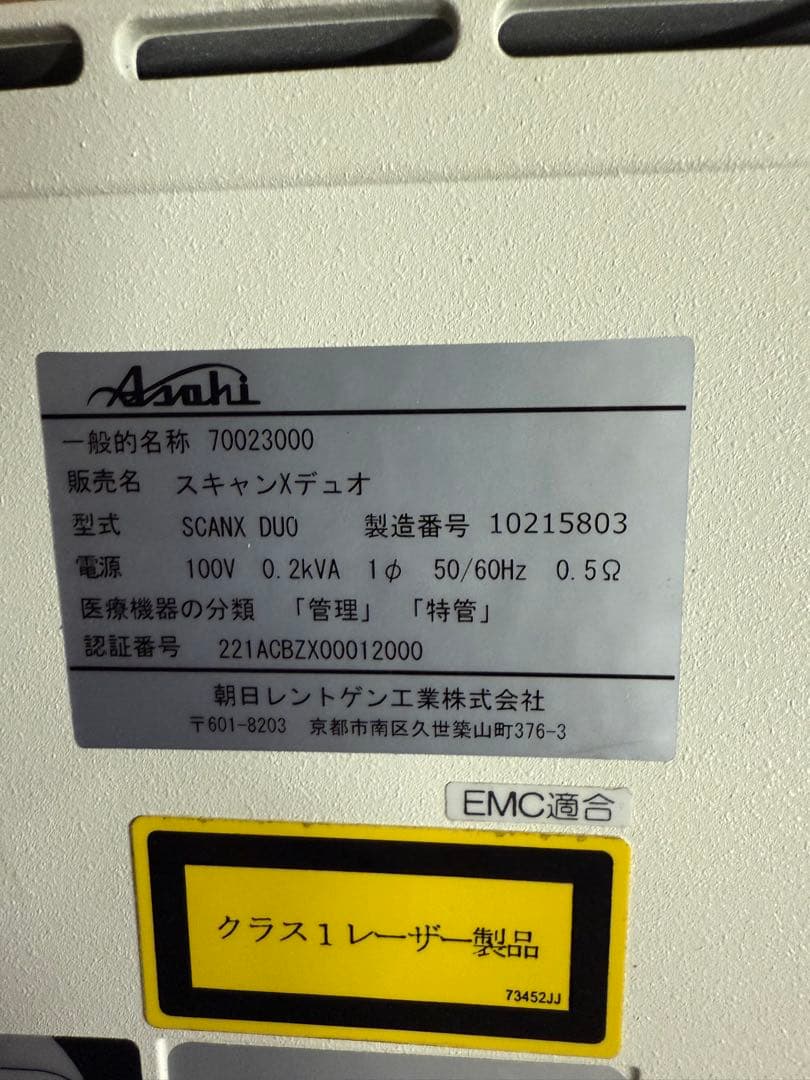 Asahi
一般的名称 70023000
販売名 スキャンXデュオ
型式 SCANX DUO 製造番号 10215803
電源 100V 0.2kVA 1φ 50/60Hz 0.5Ω
医療機器の分類 「管理」 「特管」
認証番号 221ACBZX00012000
朝日レントゲン工業株式会社
〒601-8203 京都市南区久世築山町376-3
EMC適合
クラス1レーザー製品
73452JJ